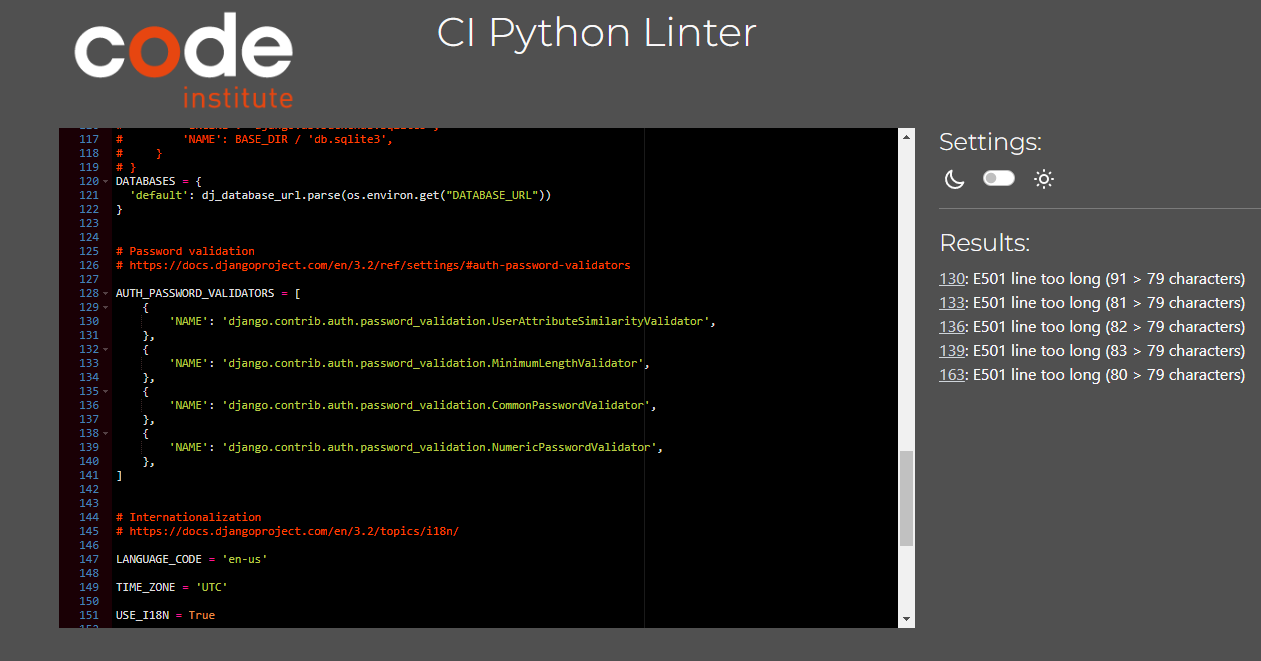 code
institute
CI Python Linter
117 #         'NAME': BASE_DIR / 'db.sqlite3',
118 #     }
119 # }
120 DATABASES = {
121   'default': dj_database_url.parse(os.environ.get("DATABASE_URL"))
122 }
123
124
125 # Password validation
126 # https://docs.djangoproject.com/en/3.2/ref/settings/#auth-password-validators
127
128 AUTH_PASSWORD_VALIDATORS = [
129     {
130         'NAME': 'django.contrib.auth.password_validation.UserAttributeSimilarityValidator',
131     },
132     {
133         'NAME': 'django.contrib.auth.password_validation.MinimumLengthValidator',
134     },
135     {
136         'NAME': 'django.contrib.auth.password_validation.CommonPasswordValidator',
137     },
138     {
139         'NAME': 'django.contrib.auth.password_validation.NumericPasswordValidator',
140     },
141 ]
142
143
144 # Internationalization
145 # https://docs.djangoproject.com/en/3.2/topics/i18n/
146
147 LANGUAGE_CODE = 'en-us'
148
149 TIME_ZONE = 'UTC'
150
151 USE_I18N = True
Settings:
Results:
130: E501 line too long (91 > 79 characters)
133: E501 line too long (81 > 79 characters)
136: E501 line too long (82 > 79 characters)
139: E501 line too long (83 > 79 characters)
163: E501 line too long (80 > 79 characters)